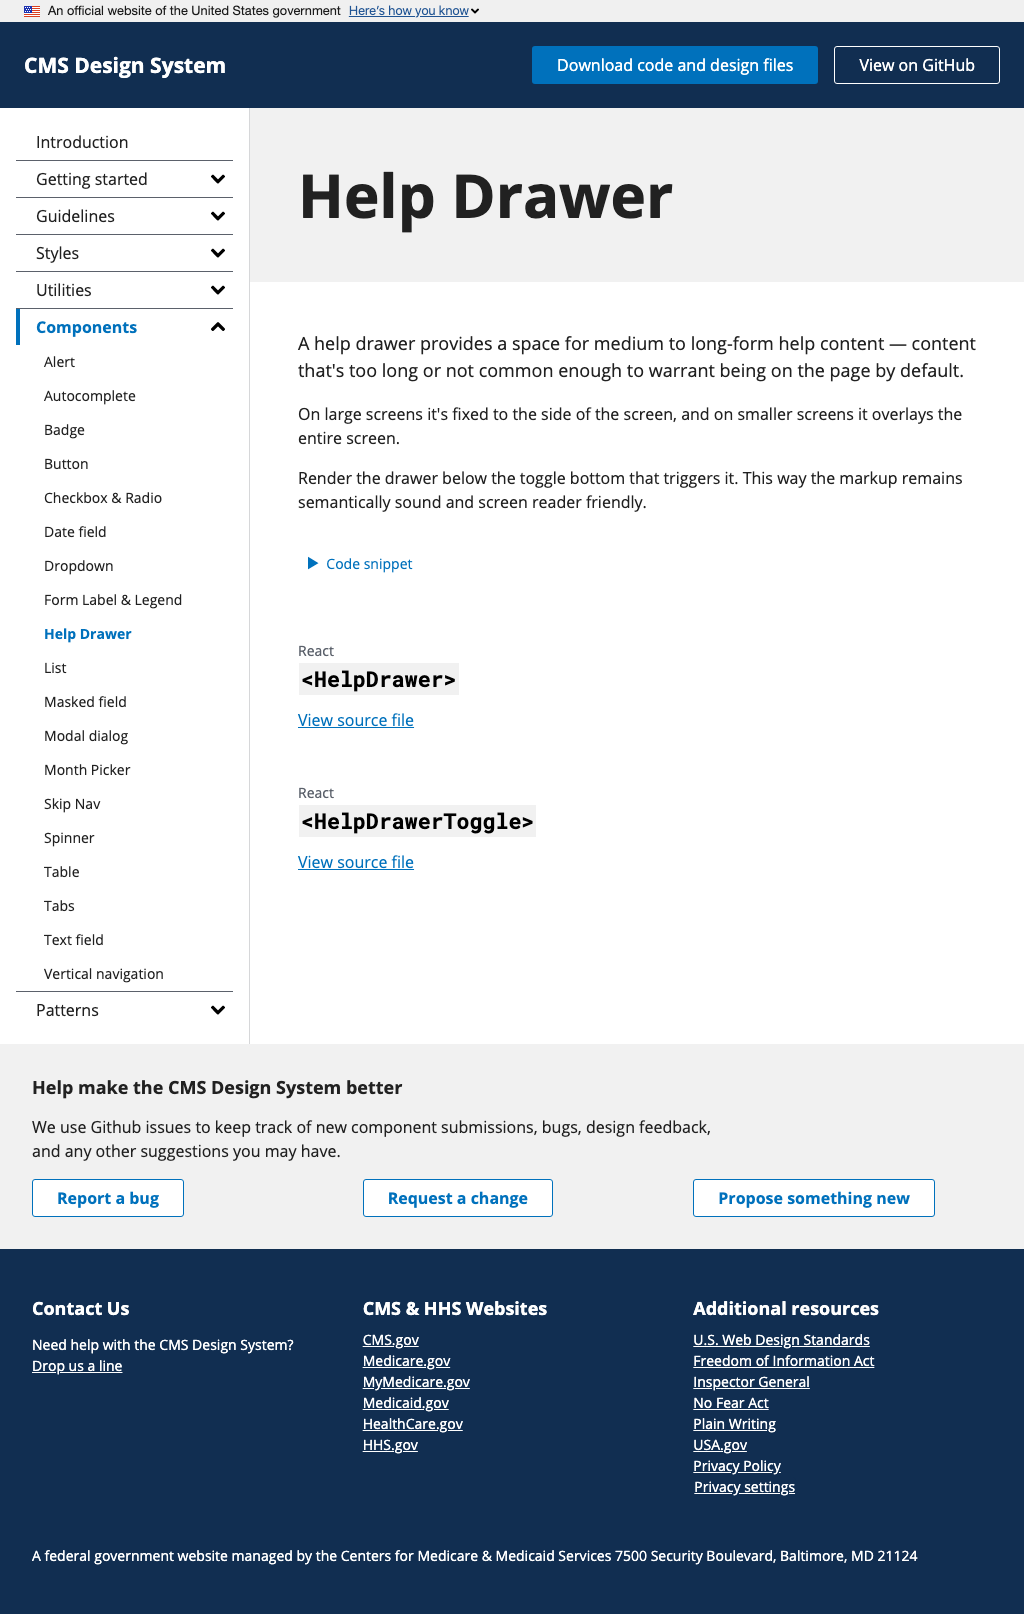 An official website of the United States government Here's how you know
CMS Design System
Download code and design files
View on GitHub
Introduction
Getting started
Guidelines
Styles
Utilities
Components
Alert
Autocomplete
Badge
Button
Checkbox & Radio
Date field
Dropdown
Form Label & Legend
Help Drawer
List
Masked field
Modal dialog
Month Picker
Skip Nav
Spinner
Table
Tabs
Text field
Vertical navigation
Patterns
Help Drawer
A help drawer provides a space for medium to long-form help content — content
that's too long or not common enough to warrant being on the page by default.
On large screens it's fixed to the side of the screen, and on smaller screens it overlays the
entire screen.
Render the drawer below the toggle bottom that triggers it. This way the markup remains
semantically sound and screen reader friendly.
Code snippet
React
<HelpDrawer>
View source file
React
<HelpDrawerToggle>
View source file
Help make the CMS Design System better
We use Github issues to keep track of new component submissions, bugs, design feedback,
and any other suggestions you may have.
Report a bug
Request a change
Propose something new
Contact Us
Need help with the CMS Design System?
Drop us a line
CMS & HHS Websites
CMS.gov
Medicare.gov
MyMedicare.gov
Medicaid.gov
HealthCare.gov
HHS.gov
Additional resources
U.S. Web Design Standards
Freedom of Information Act
Inspector General
No Fear Act
Plain Writing
USA.gov
Privacy Policy
Privacy settings
A federal government website managed by the Centers for Medicare & Medicaid Services 7500 Security Boulevard, Baltimore, MD 21124